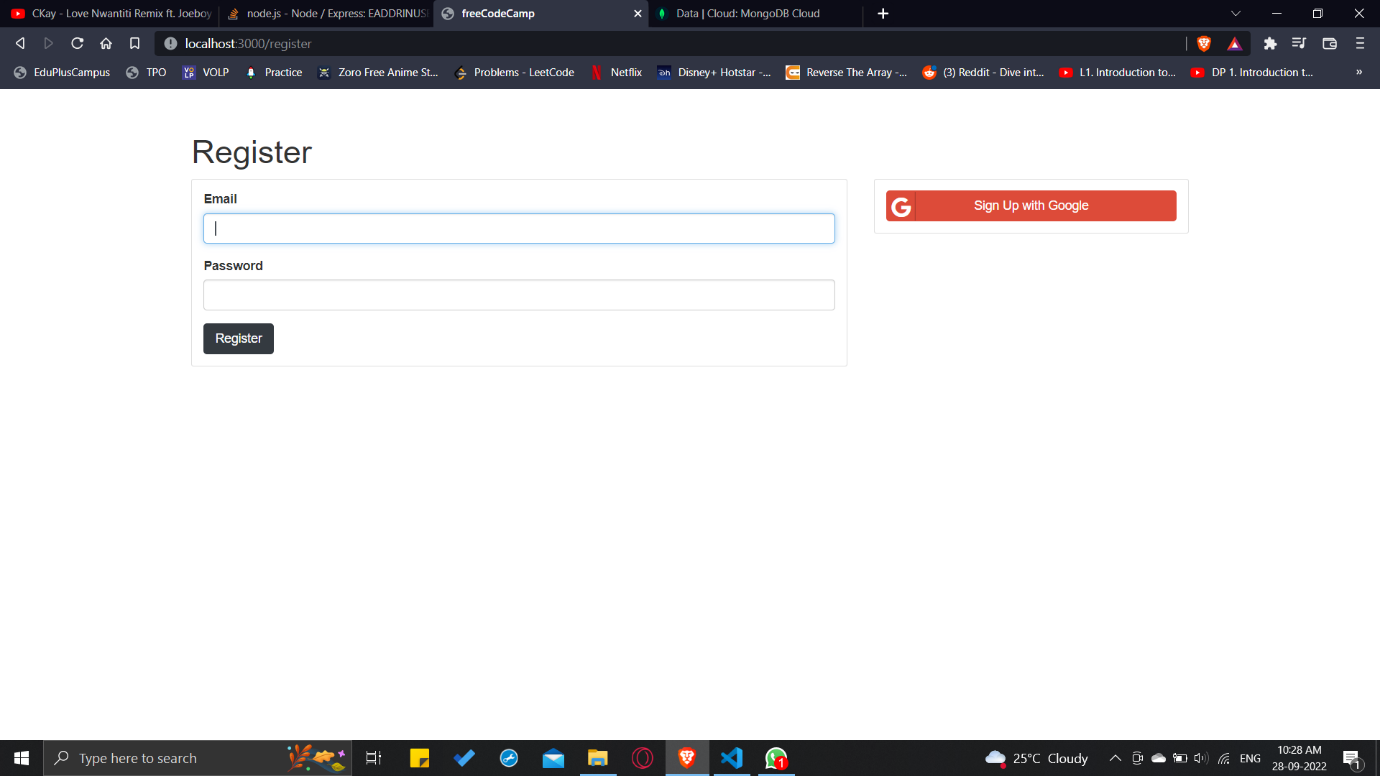 CKay - Love Nwantiti Remix ft. Joeboy
node.js - Node / Express: EADDRINUS
freeCodeCamp
Data | Cloud: MongoDB Cloud
localhost:3000/register
EduPlusCampus
TPO
VOLP
Practice
Zoro Free Anime St...
Problems - LeetCode
Netflix
Disney+ Hotstar -...
Reverse The Array -...
(3) Reddit - Dive int...
L1. Introduction to...
DP 1. Introduction t...
»
Register
Email
Password
Register
G
Sign Up with Google
Type here to search
1
25°C Cloudy
ENG
10:28 AM
28-09-2022
1